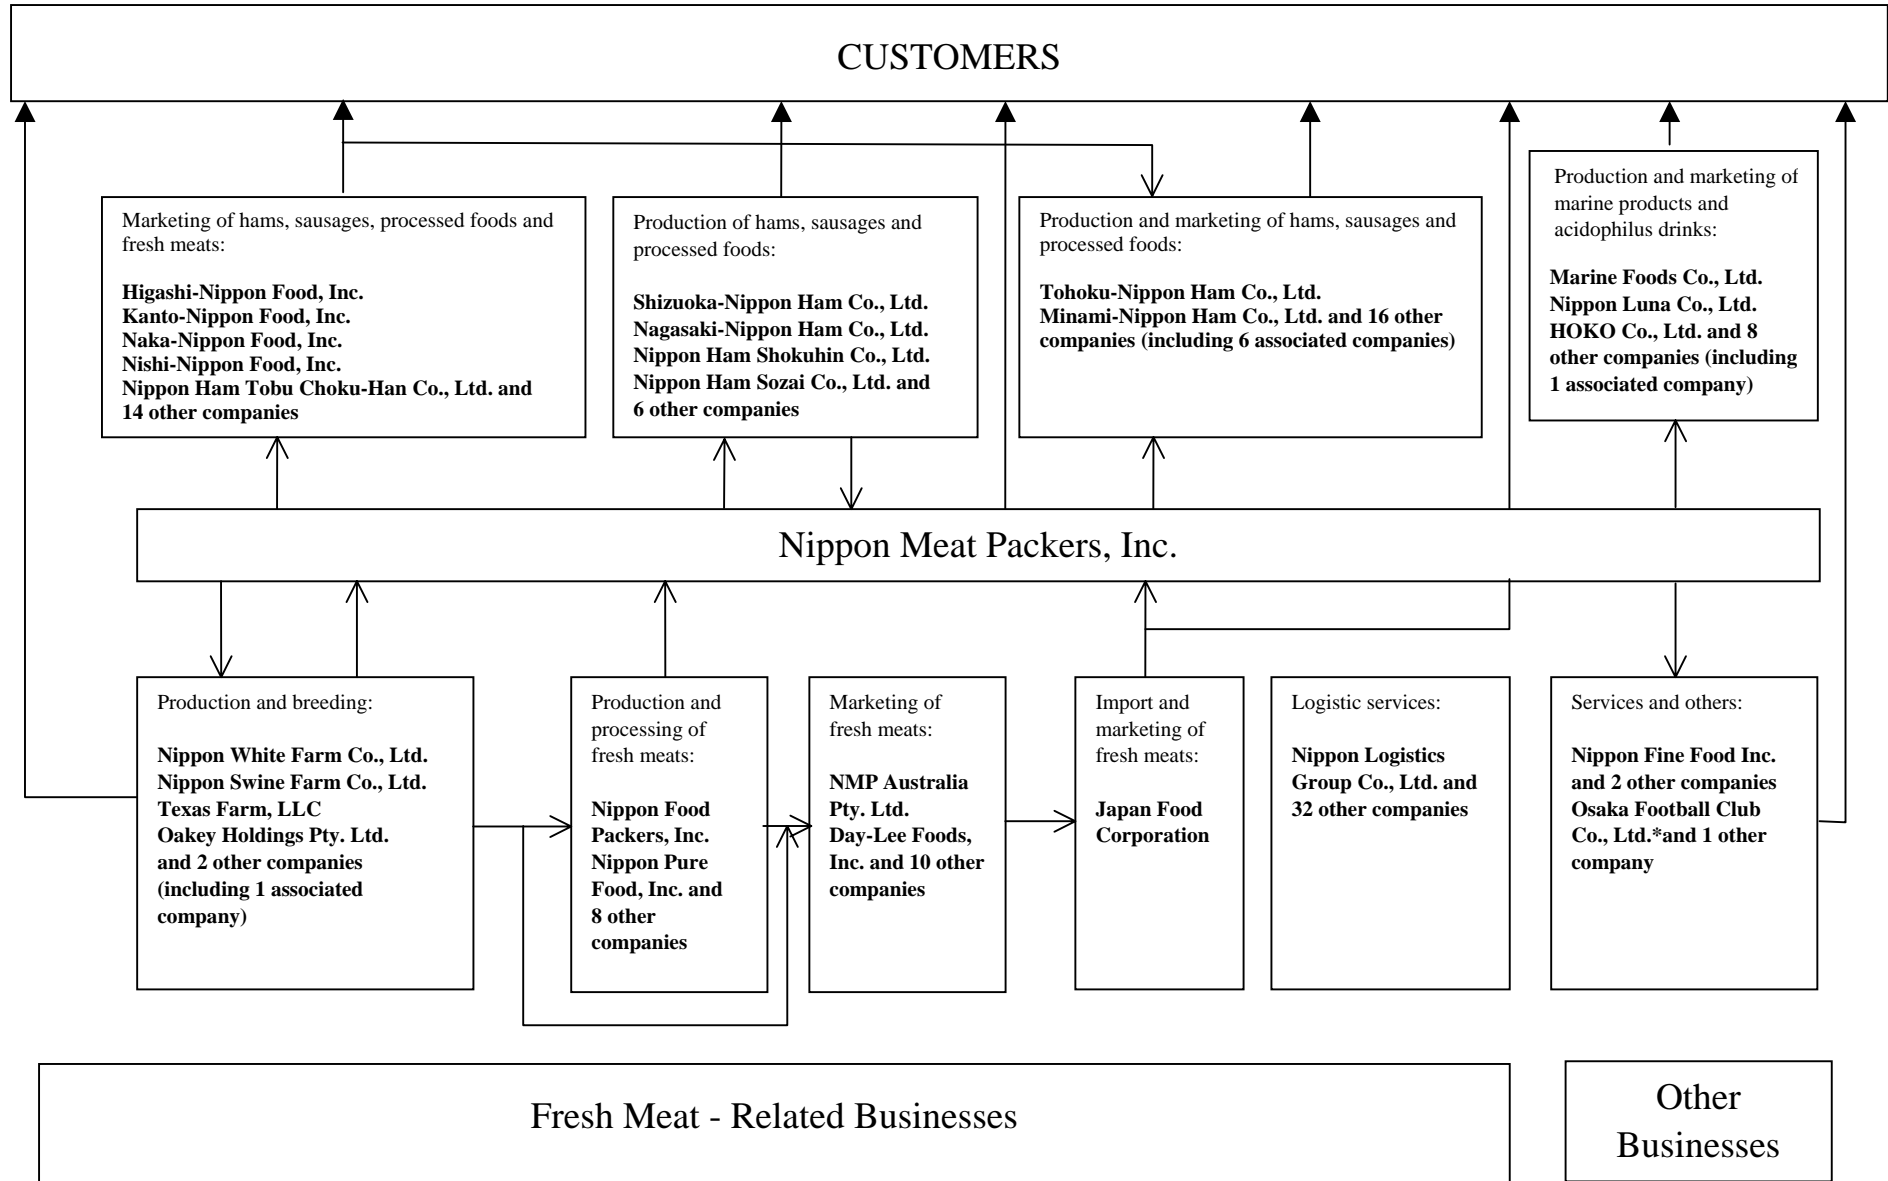 CUSTOMERS
Marketing of hams, sausages, processed foods and
fresh meats:
Higashi-Nippon Food, Inc.
Kanto-Nippon Food, Inc.
Naka-Nippon Food, Inc.
Nishi-Nippon Food, Inc.
Nippon Ham Tobu Choku-Han Co., Ltd. and
14 other companies
Production of hams, sausages and
processed foods:
Shizuoka-Nippon Ham Co., Ltd.
Nagasaki-Nippon Ham Co., Ltd.
Nippon Ham Shokuhin Co., Ltd.
Nippon Ham Sozai Co., Ltd. and
6 other companies
Production and marketing of hams, sausages and
processed foods:
Tohoku-Nippon Ham Co., Ltd.
Minami-Nippon Ham Co., Ltd. and 16 other
companies (including 6 associated companies)
Production and marketing of
marine products and
acidophilus drinks:
Marine Foods Co., Ltd.
Nippon Luna Co., Ltd.
HOKO Co., Ltd. and 8
other companies (including
1 associated company)
Nippon Meat Packers, Inc.
Production and breeding:
Nippon White Farm Co., Ltd.
Nippon Swine Farm Co., Ltd.
Texas Farm, LLC
Oakey Holdings Pty. Ltd.
and 2 other companies
(including 1 associated
company)
Production and
processing of
fresh meats:
Nippon Food
Packers, Inc.
Nippon Pure
Food, Inc. and
8 other
companies
Marketing of
fresh meats:
NMP Australia
Pty. Ltd.
Day-Lee Foods,
Inc. and 10 other
companies
Import and
marketing of
fresh meats:
Japan Food
Corporation
Logistic services:
Nippon Logistics
Group Co., Ltd. and
32 other companies
Services and others:
Nippon Fine Food Inc.
and 2 other companies
Osaka Football Club
Co., Ltd.*and 1 other
company
Fresh Meat - Related Businesses
Other
Businesses